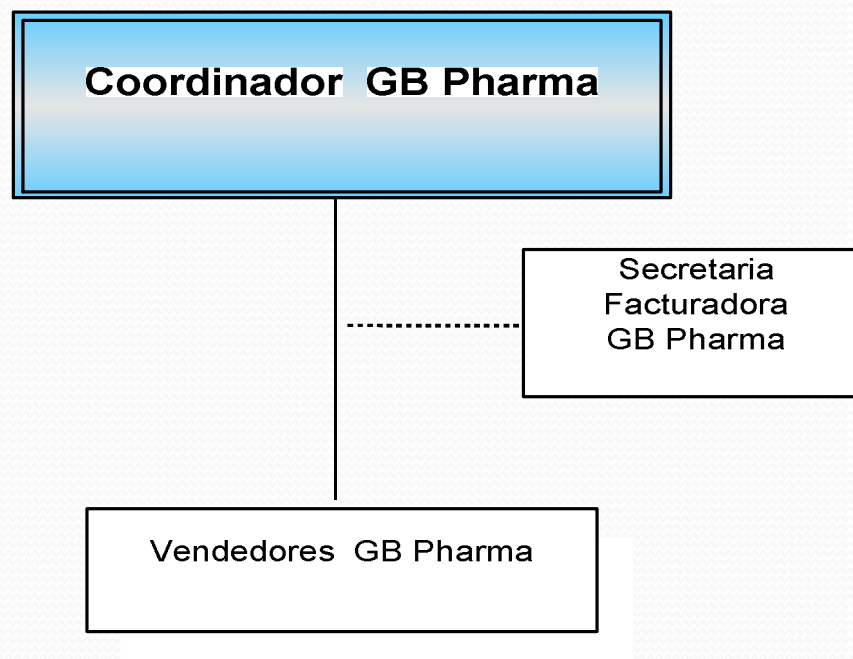 Coordinador GB Pharma
Secretaria
Facturadora
GB Pharma
Vendedores GB Pharma